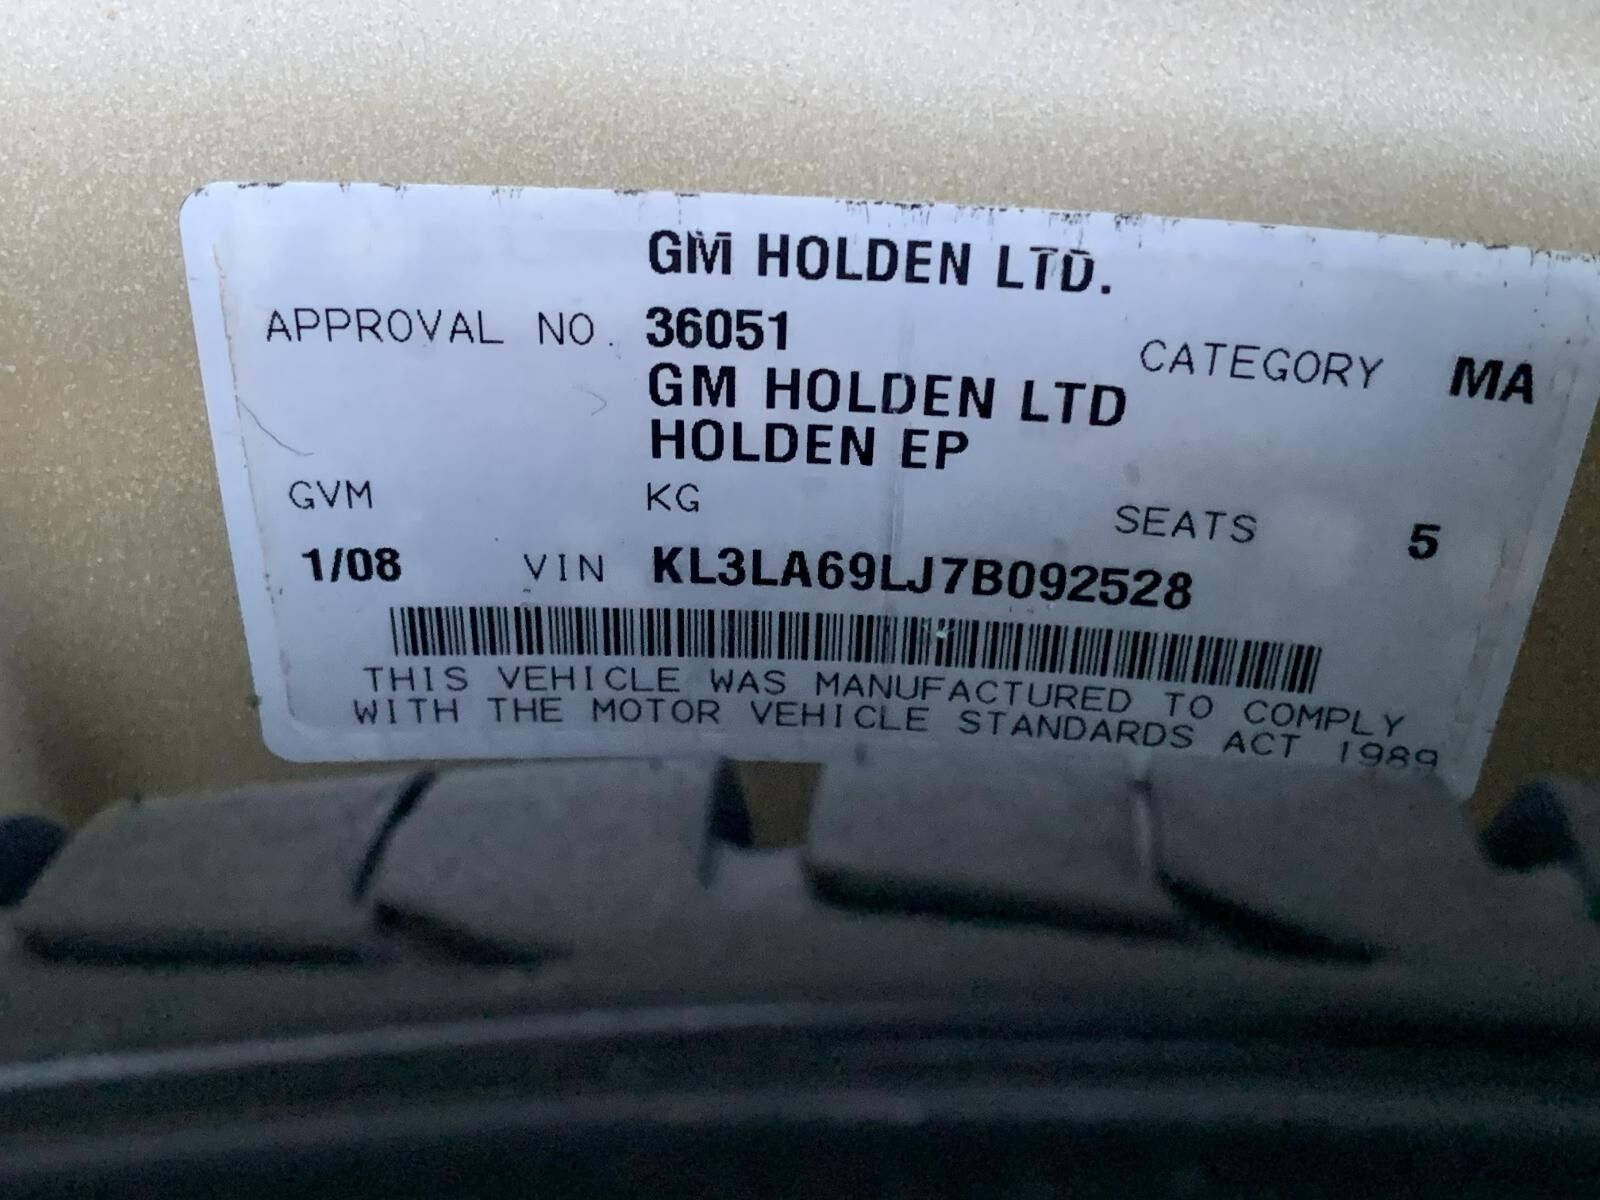 GM HOLDEN LTD.
APPROVAL NO. 36051 CATEGORY MA
GM HOLDEN LTD
HOLDEN EP
GVM KG SEATS 5
1/08 VIN KL3LA69LJ7B092528
THIS VEHICLE WAS MANUFACTURED TO COMPLY
WITH THE MOTOR VEHICLE STANDARDS ACT 1989